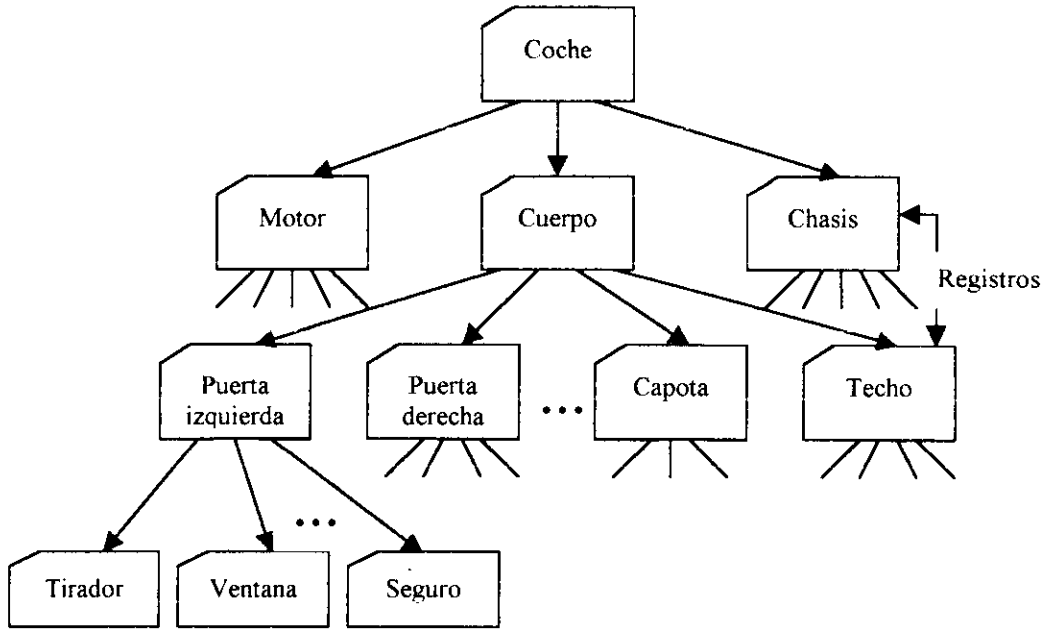 Coche
Motor
Cuerpo
Chasis
Registros
Puerta
izquierda
Puerta
derecha
...
Capota
Techo
...
Tirador
Ventana
Seguro